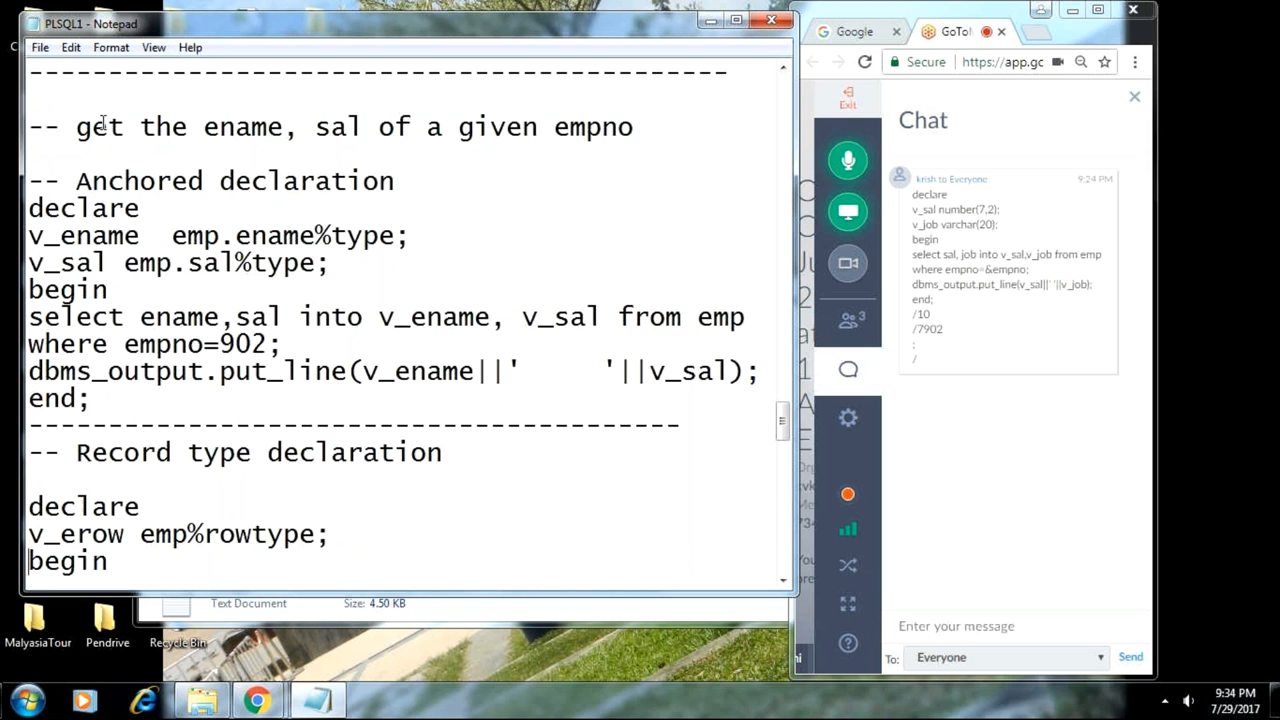 PLSQL1 - Notepad
File Edit Format View Help
--------------------------------------------
-- get the ename, sal of a given empno
-- Anchored declaration
declare
v_ename  emp.ename%type;
v_sal emp.sal%type;
begin
select ename,sal into v_ename, v_sal from emp
where empno=902;
dbms_output.put_line(v_ename||'     '||v_sal);
end;
-----------------------------------------
-- Record type declaration
declare
v_erow emp%rowtype;
begin
Text Document Size: 4.50 KB
MalyasiaTour Pendrive Recycle Bin
Google
Secure https://app.gc
Exit
Chat
krish to Everyone 9:24 PM
declare
v_sal number(7,2);
v_job varchar(20);
begin
select sal, job into v_sal,v_job from emp
where empno=&empno;
dbms_output.put_line(v_sal||' '||v_job);
end;
/10
/7902
;
/
3
Enter your message
To: Everyone Send
9:34 PM
7/29/2017